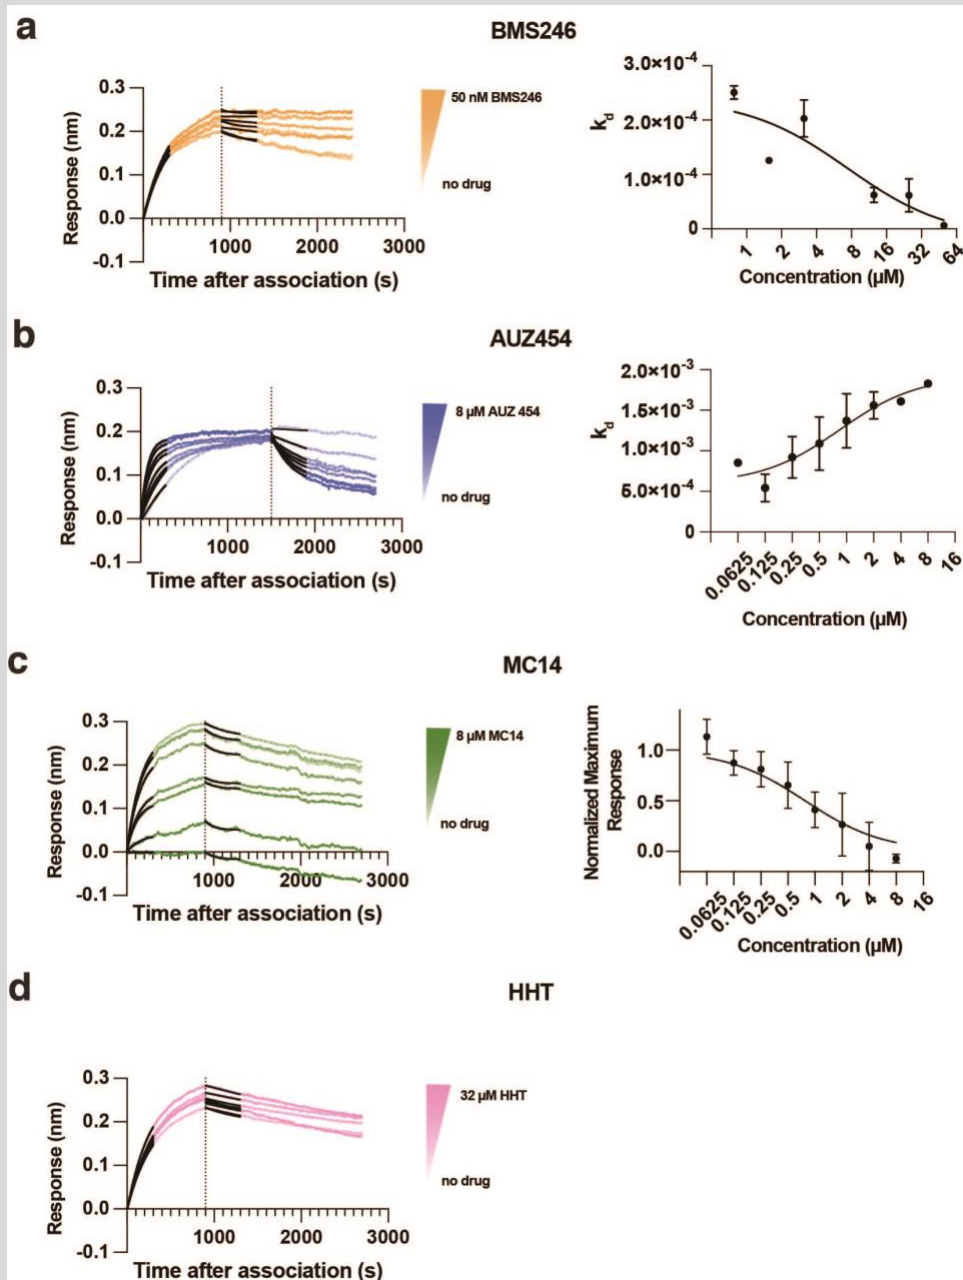 a
BMS246
0.3
0.2
0.1
0.0
-0.1
Response (nm)
1000
2000
3000
Time after association (s)
50 nM BMS246
no drug
3.0×10⁻⁴
2.0×10⁻⁴
1.0×10⁻⁴
0
k_d
1
2
4
8
16
32
64
Concentration (µM)
b
AUZ454
0.3
0.2
0.1
0.0
-0.1
Response (nm)
1000
2000
3000
Time after association (s)
8 µM AUZ 454
no drug
2.0×10⁻³
1.5×10⁻³
1.0×10⁻³
5.0×10⁻⁴
0
k_d
0.0625
0.125
0.25
0.5
1
2
4
8
16
Concentration (µM)
c
MC14
0.3
0.2
0.1
0.0
-0.1
Response (nm)
1000
2000
3000
Time after association (s)
8 µM MC14
no drug
Normalized Maximum
Response
1.0
0.5
0.0
0.0625
0.125
0.25
0.5
1
2
4
8
16
Concentration (µM)
d
HHT
0.3
0.2
0.1
0.0
-0.1
Response (nm)
1000
2000
3000
Time after association (s)
32 µM HHT
no drug